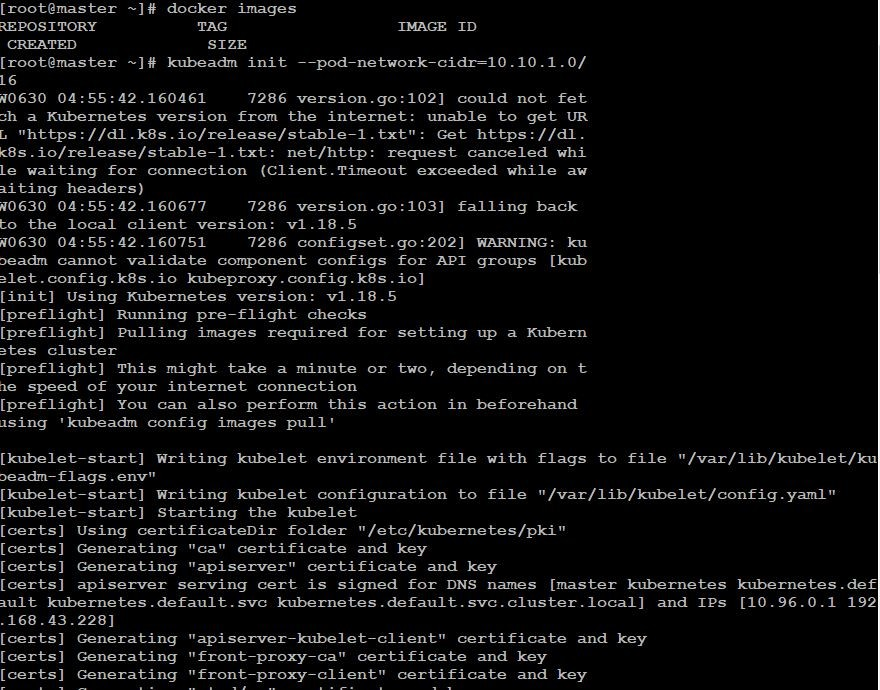 [root@master ~]# docker images
REPOSITORY          TAG                 IMAGE ID
 CREATED             SIZE
[root@master ~]# kubeadm init --pod-network-cidr=10.10.1.0/
16
W0630 04:55:42.160461    7286 version.go:102] could not fet
ch a Kubernetes version from the internet: unable to get UR
L "https://dl.k8s.io/release/stable-1.txt": Get https://dl.
k8s.io/release/stable-1.txt: net/http: request canceled whi
le waiting for connection (Client.Timeout exceeded while aw
aiting headers)
W0630 04:55:42.160677    7286 version.go:103] falling back
to the local client version: v1.18.5
W0630 04:55:42.160751    7286 configset.go:202] WARNING: ku
beadm cannot validate component configs for API groups [kub
elet.config.k8s.io kubeproxy.config.k8s.io]
[init] Using Kubernetes version: v1.18.5
[preflight] Running pre-flight checks
[preflight] Pulling images required for setting up a Kubern
etes cluster
[preflight] This might take a minute or two, depending on t
he speed of your internet connection
[preflight] You can also perform this action in beforehand
using 'kubeadm config images pull'
[kubelet-start] Writing kubelet environment file with flags to file "/var/lib/kubelet/ku
beadm-flags.env"
[kubelet-start] Writing kubelet configuration to file "/var/lib/kubelet/config.yaml"
[kubelet-start] Starting the kubelet
[certs] Using certificateDir folder "/etc/kubernetes/pki"
[certs] Generating "ca" certificate and key
[certs] Generating "apiserver" certificate and key
[certs] apiserver serving cert is signed for DNS names [master kubernetes kubernetes.def
ault kubernetes.default.svc kubernetes.default.svc.cluster.local] and IPs [10.96.0.1 192
.168.43.228]
[certs] Generating "apiserver-kubelet-client" certificate and key
[certs] Generating "front-proxy-ca" certificate and key
[certs] Generating "front-proxy-client" certificate and key